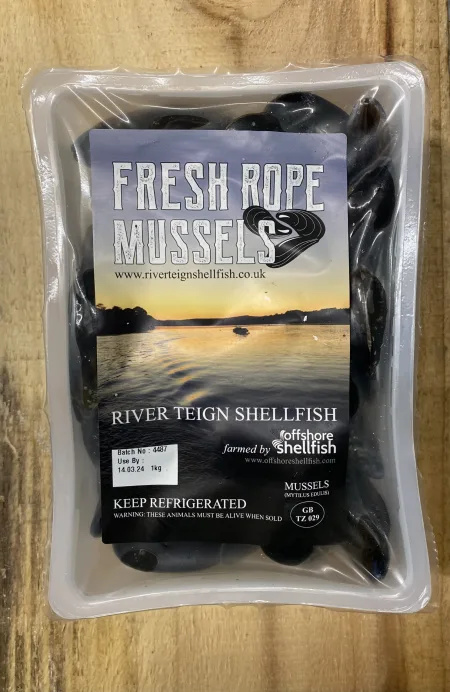 FRESH ROPE
MUSSELS
www.riverteignshellfish.co.uk
RIVER TEIGN SHELLFISH
farmed by offshore shellfish
www.offshoreshellfish.com
Batch No : 4487
Use By :
14.03.24 1kg
MUSSELS
(MYTILUS EDULIS)
KEEP REFRIGERATED
WARNING: THESE ANIMALS MUST BE ALIVE WHEN SOLD
GB
TZ 029